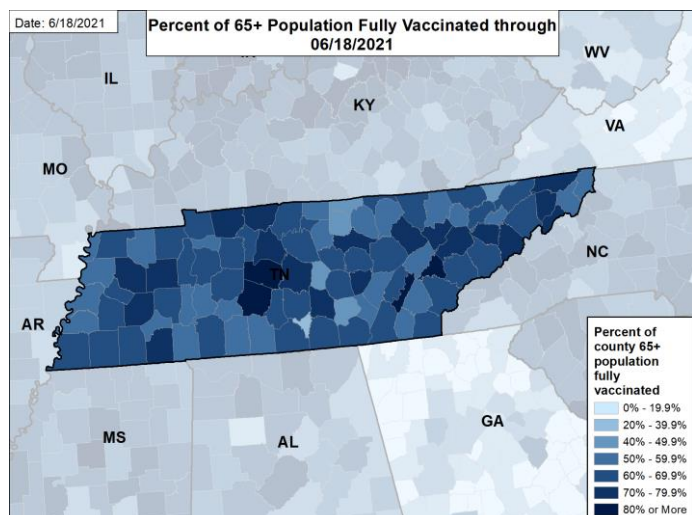 Date: 6/18/2021
Percent of 65+ Population Fully Vaccinated through
06/18/2021
WV
IL
KY
VA
MO
NC
TN
AR
MS
AL
GA
Percent of
county 65+
population
fully
vaccinated
0% - 19.9%
20% - 39.9%
40% - 49.9%
50% - 59.9%
60% - 69.9%
70% - 79.9%
80% or More